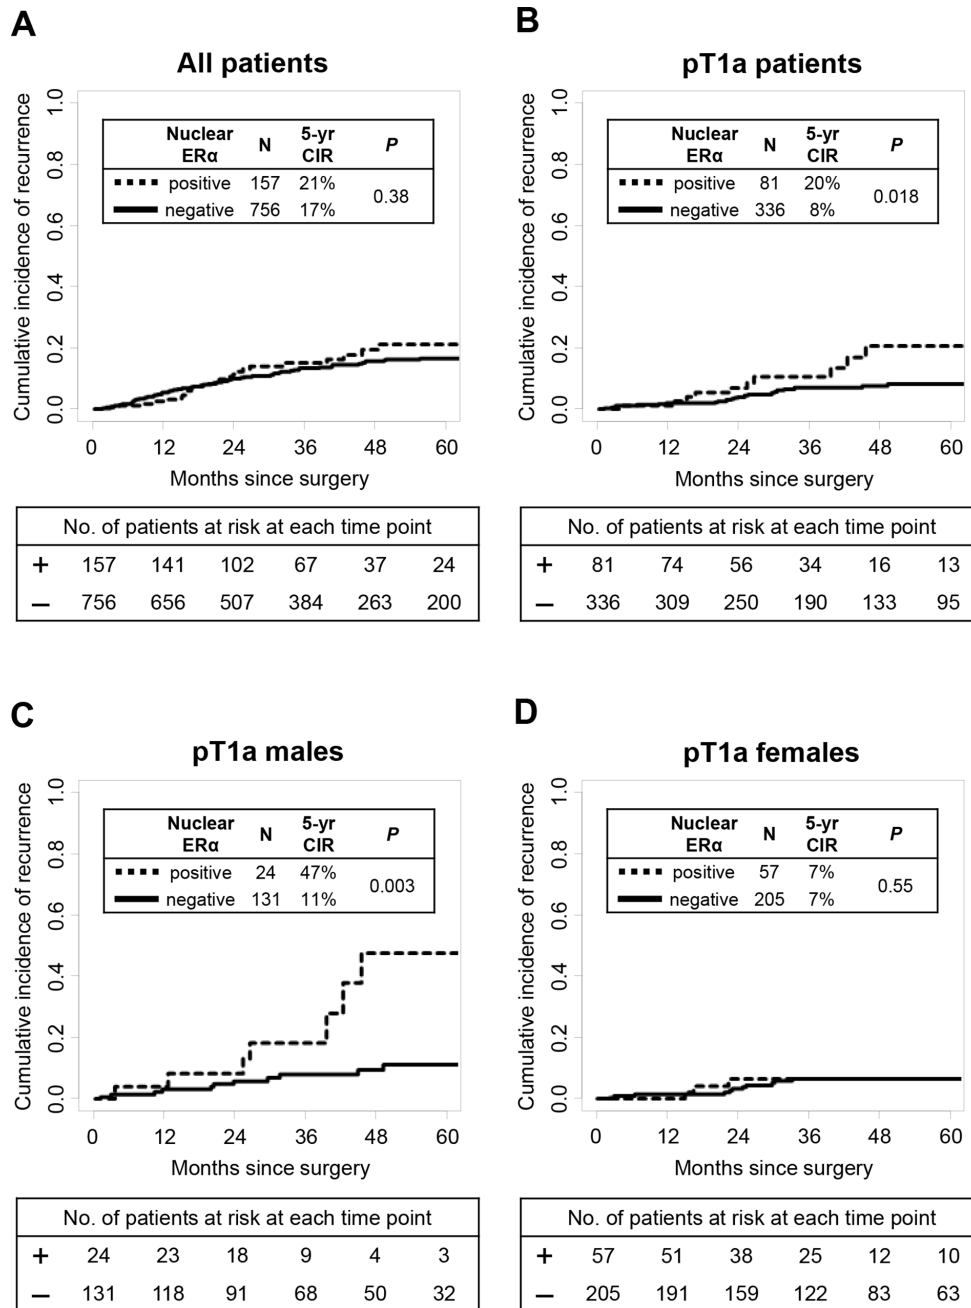 A
All patients
Cumulative incidence of recurrence
1.0
0.8
0.6
0.4
0.2
0.0
Nuclear ERα N 5-yr CIR P
positive 157 21%
0.38
negative 756 17%
0 12 24 36 48 60
Months since surgery
No. of patients at risk at each time point
+ 157 141 102 67 37 24
− 756 656 507 384 263 200
B
pT1a patients
Cumulative incidence of recurrence
1.0
0.8
0.6
0.4
0.2
0.0
Nuclear ERα N 5-yr CIR P
positive 81 20%
0.018
negative 336 8%
0 12 24 36 48 60
Months since surgery
No. of patients at risk at each time point
+ 81 74 56 34 16 13
− 336 309 250 190 133 95
C
pT1a males
Cumulative incidence of recurrence
1.0
0.8
0.6
0.4
0.2
0.0
Nuclear ERα N 5-yr CIR P
positive 24 47%
0.003
negative 131 11%
0 12 24 36 48 60
Months since surgery
No. of patients at risk at each time point
+ 24 23 18 9 4 3
− 131 118 91 68 50 32
D
pT1a females
Cumulative incidence of recurrence
1.0
0.8
0.6
0.4
0.2
0.0
Nuclear ERα N 5-yr CIR P
positive 57 7%
0.55
negative 205 7%
0 12 24 36 48 60
Months since surgery
No. of patients at risk at each time point
+ 57 51 38 25 12 10
− 205 191 159 122 83 63